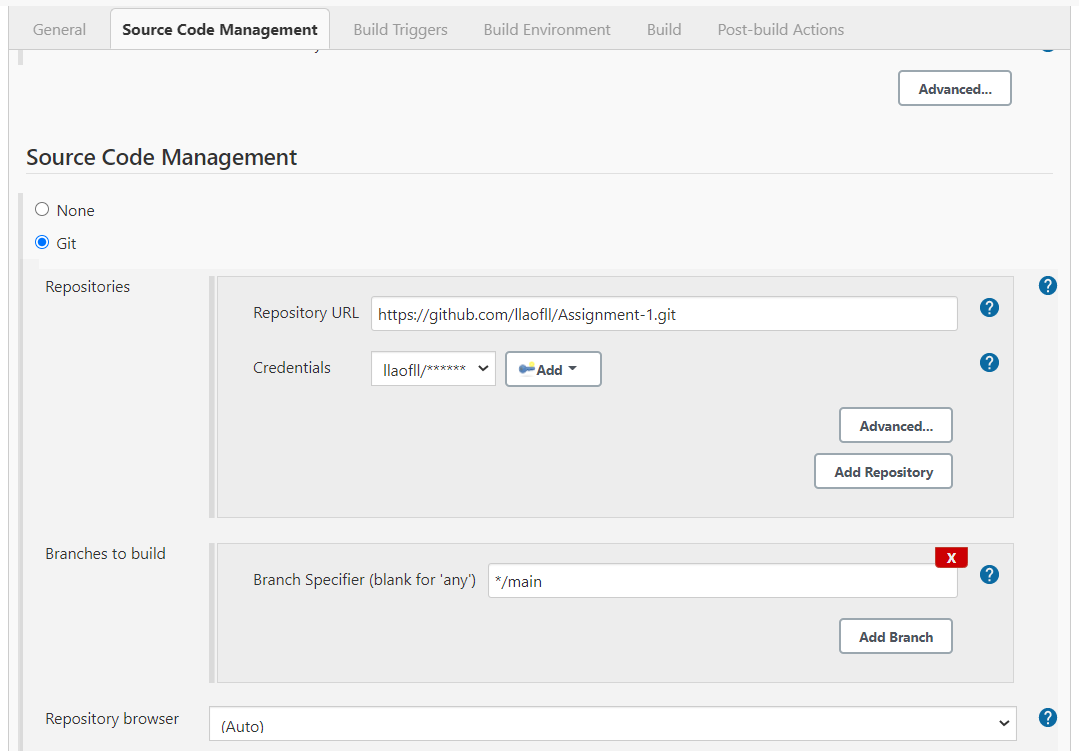 General Source Code Management Build Triggers Build Environment Build Post-build Actions
Advanced...
Source Code Management
None
Git
Repositories
Repository URL https://github.com/llaofll/Assignment-1.git
Credentials llaofll/****** Add
Advanced...
Add Repository
Branches to build
X
Branch Specifier (blank for 'any') */main
Add Branch
Repository browser (Auto)